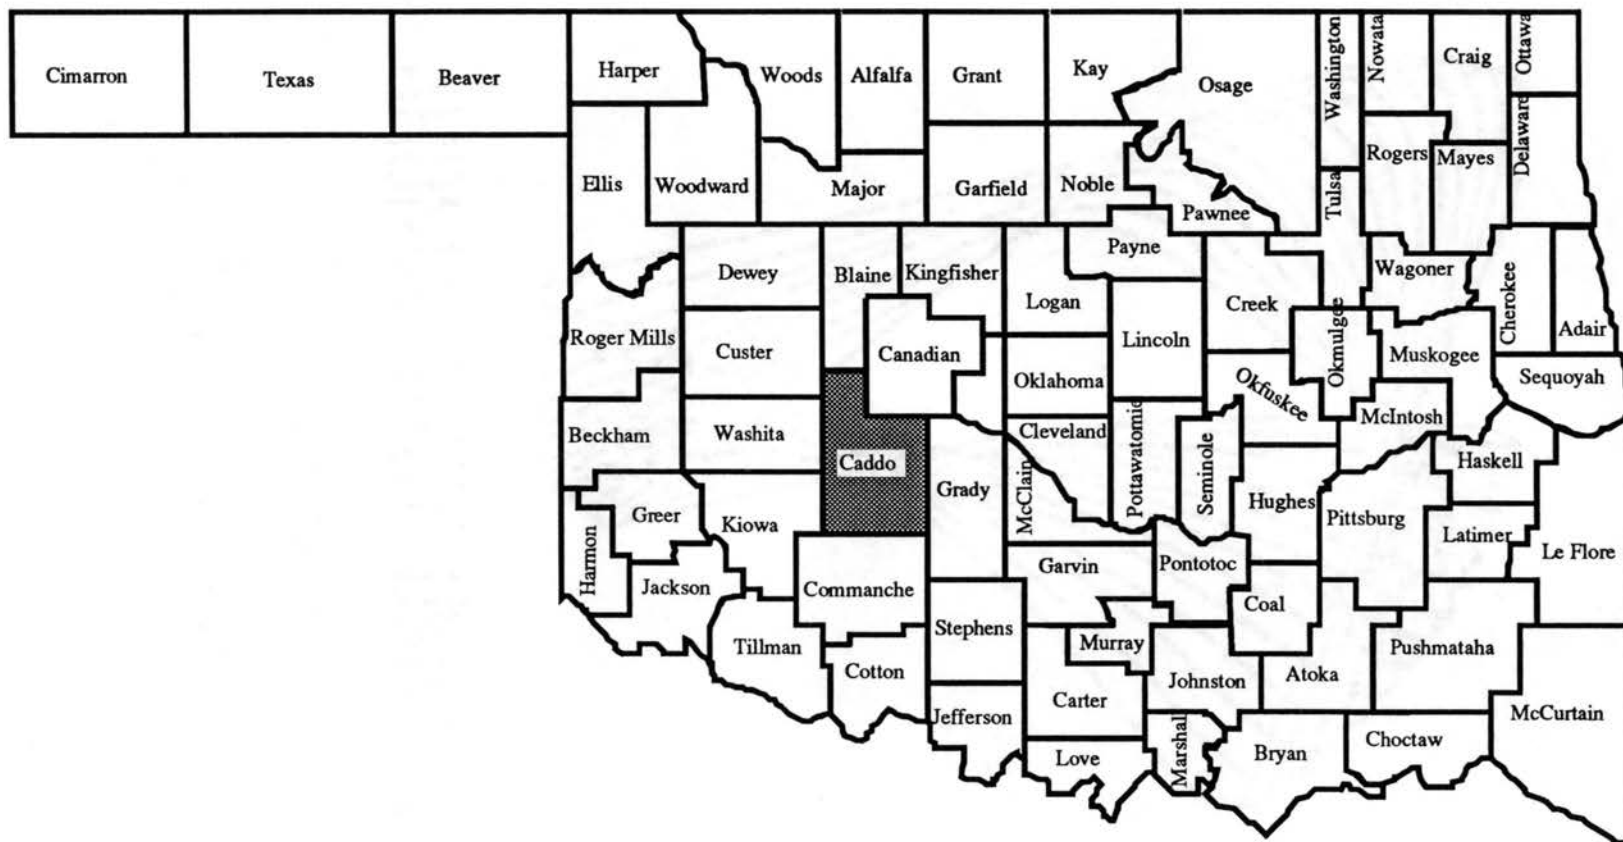 Cimarron
Texas
Beaver
Harper
Woods
Alfalfa
Grant
Kay
Osage
Washington
Nowata
Craig
Ottawa
Ellis
Woodward
Major
Garfield
Noble
Pawnee
Tulsa
Rogers
Mayes
Delaware
Dewey
Blaine
Kingfisher
Logan
Payne
Creek
Wagoner
Cherokee
Adair
Roger Mills
Custer
Canadian
Oklahoma
Lincoln
Okfuskee
Okmulgee
Muskogee
Sequoyah
Beckham
Washita
Caddo
Grady
McClain
Cleveland
Pottawatomie
Seminole
Hughes
McIntosh
Haskell
Harmon
Greer
Kiowa
Commanche
Garvin
Pontotoc
Pittsburg
Latimer
Le Flore
Jackson
Tillman
Cotton
Stephens
Murray
Coal
Johnston
Atoka
Pushmataha
Jefferson
Carter
Love
Marshal
Bryan
Choctaw
McCurtain